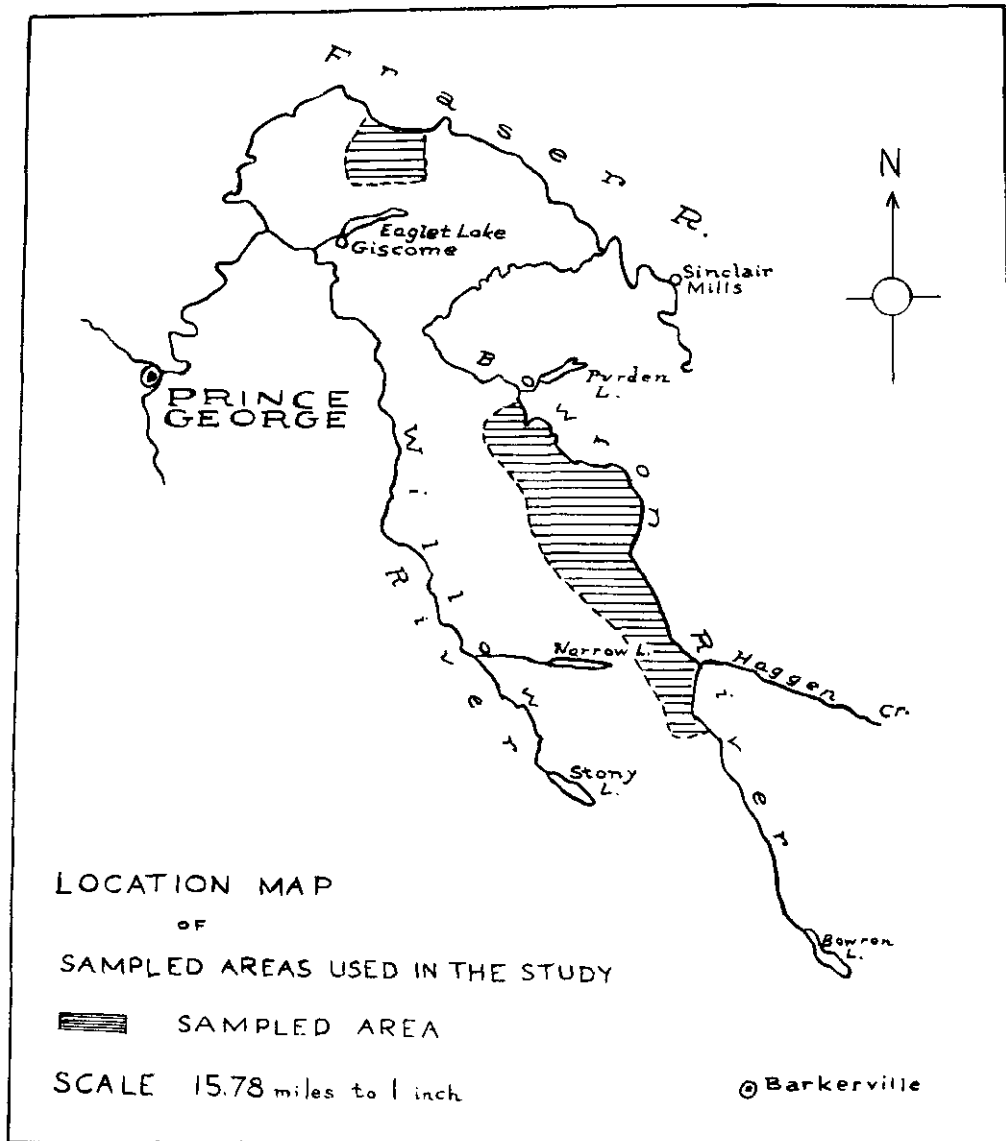 Fraser R.
N
Eaglet Lake
Giscome
Sinclair
Mills
PRINCE
GEORGE
Purden
L.
Bowron River
Willow River
Narrow L.
Haggen Cr.
Stony
L.
Bowron
L.
LOCATION MAP
OF
SAMPLED AREAS USED IN THE STUDY
SAMPLED AREA
SCALE 15.78 miles to 1 inch
Barkerville